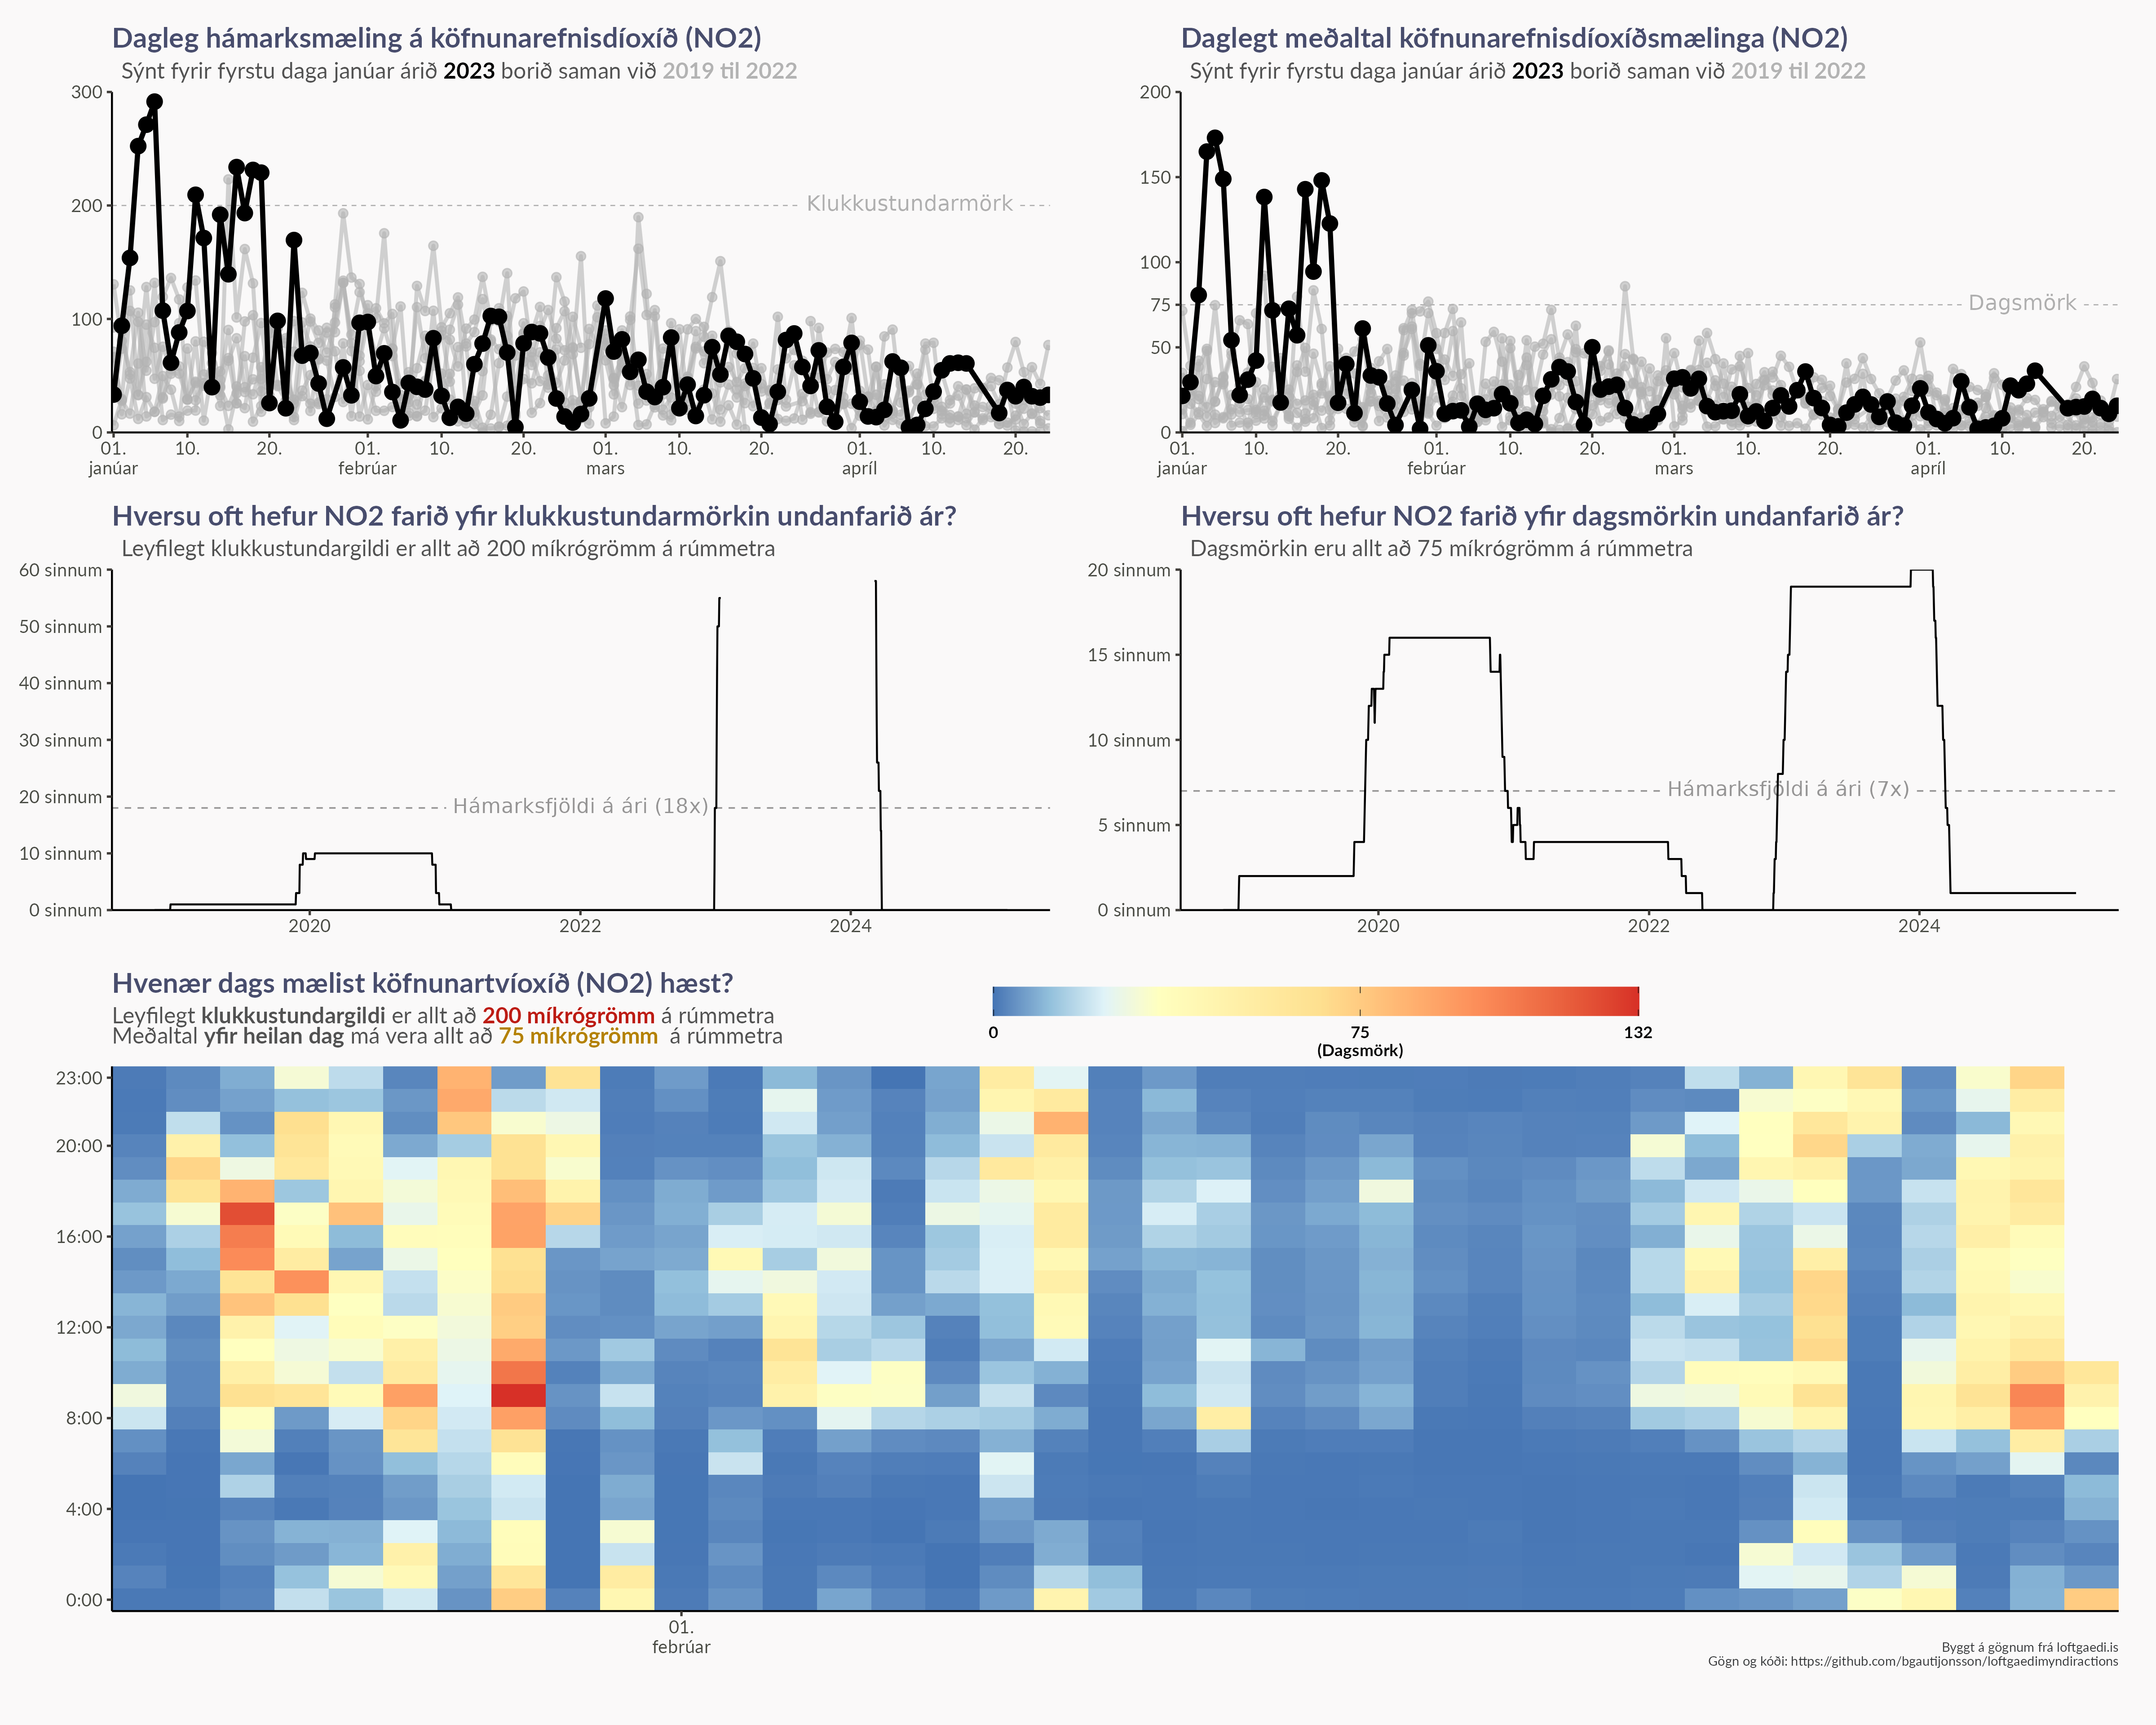 Dagleg hámarksmæling á köfnunarefnisdíoxíð (NO2)
Sýnt fyrir fyrstu daga janúar árið 2023 borið saman við 2019 til 2022
300
200
100
0
Klukkustundarmörk
01. 10. 20. 01. 10. 20. 01. 10. 20. 01. 10. 20.
janúar febrúar mars apríl
Daglegt meðaltal köfnunarefnisdíoxíðsmælinga (NO2)
Sýnt fyrir fyrstu daga janúar árið 2023 borið saman við 2019 til 2022
200
150
100
75
50
0
Dagsmörk
01. 10. 20. 01. 10. 20. 01. 10. 20. 01. 10. 20.
janúar febrúar mars apríl
Hversu oft hefur NO2 farið yfir klukkustundarmörkin undanfarið ár?
Leyfilegt klukkustundargildi er allt að 200 míkrógrömm á rúmmetra
60 sinnum
50 sinnum
40 sinnum
30 sinnum
20 sinnum
10 sinnum
0 sinnum
Hámarksfjöldi á ári (18x)
2020 2022 2024
Hversu oft hefur NO2 farið yfir dagsmörkin undanfarið ár?
Dagsmörkin eru allt að 75 míkrógrömm á rúmmetra
20 sinnum
15 sinnum
10 sinnum
5 sinnum
0 sinnum
Hámarksfjöldi á ári (7x)
2020 2022 2024
Hvenær dags mælist köfnunartvíoxíð (NO2) hæst?
Leyfilegt klukkustundargildi er allt að 200 míkrógrömm á rúmmetra
Meðaltal yfir heilan dag má vera allt að 75 míkrógrömm á rúmmetra
0 75 132
(Dagsmörk)
23:00
20:00
16:00
12:00
8:00
4:00
0:00
01.
febrúar
Byggt á gögnum frá loftgaedi.is
Gögn og kóði: https://github.com/bgautijonsson/loftgaedimyndiractions